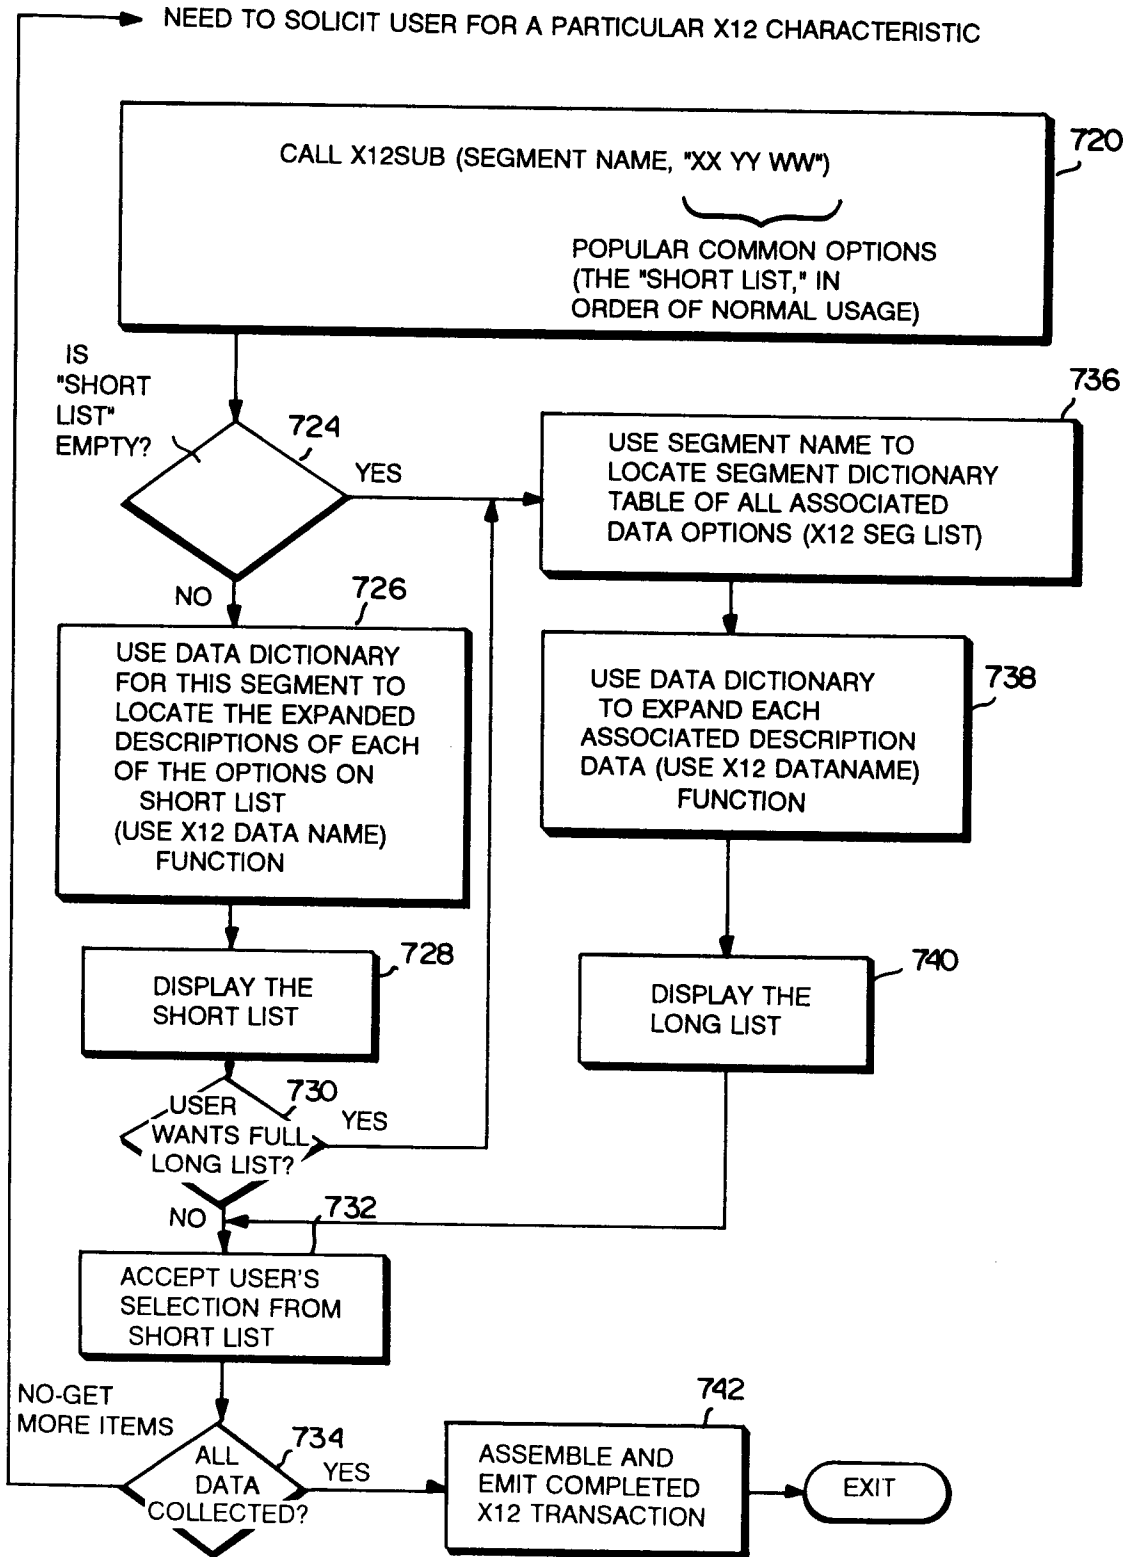 NEED TO SOLICIT USER FOR A PARTICULAR X12 CHARACTERISTIC
CALL X12SUB (SEGMENT NAME, "XX YY WW")
720
POPULAR COMMON OPTIONS
(THE "SHORT LIST," IN
ORDER OF NORMAL USAGE)
IS
"SHORT
LIST"
EMPTY?
724
YES
NO
736
USE SEGMENT NAME TO
LOCATE SEGMENT DICTIONARY
TABLE OF ALL ASSOCIATED
DATA OPTIONS (X12 SEG LIST)
726
USE DATA DICTIONARY
FOR THIS SEGMENT TO
LOCATE THE EXPANDED
DESCRIPTIONS OF EACH
OF THE OPTIONS ON
SHORT LIST
(USE X12 DATA NAME)
FUNCTION
738
USE DATA DICTIONARY
TO EXPAND EACH
ASSOCIATED DESCRIPTION
DATA (USE X12 DATANAME)
FUNCTION
728
DISPLAY THE
SHORT LIST
740
DISPLAY THE
LONG LIST
730
USER
WANTS FULL
LONG LIST?
YES
NO
732
ACCEPT USER'S
SELECTION FROM
SHORT LIST
NO-GET
MORE ITEMS
734
ALL
DATA
COLLECTED?
YES
742
ASSEMBLE AND
EMIT COMPLETED
X12 TRANSACTION
EXIT